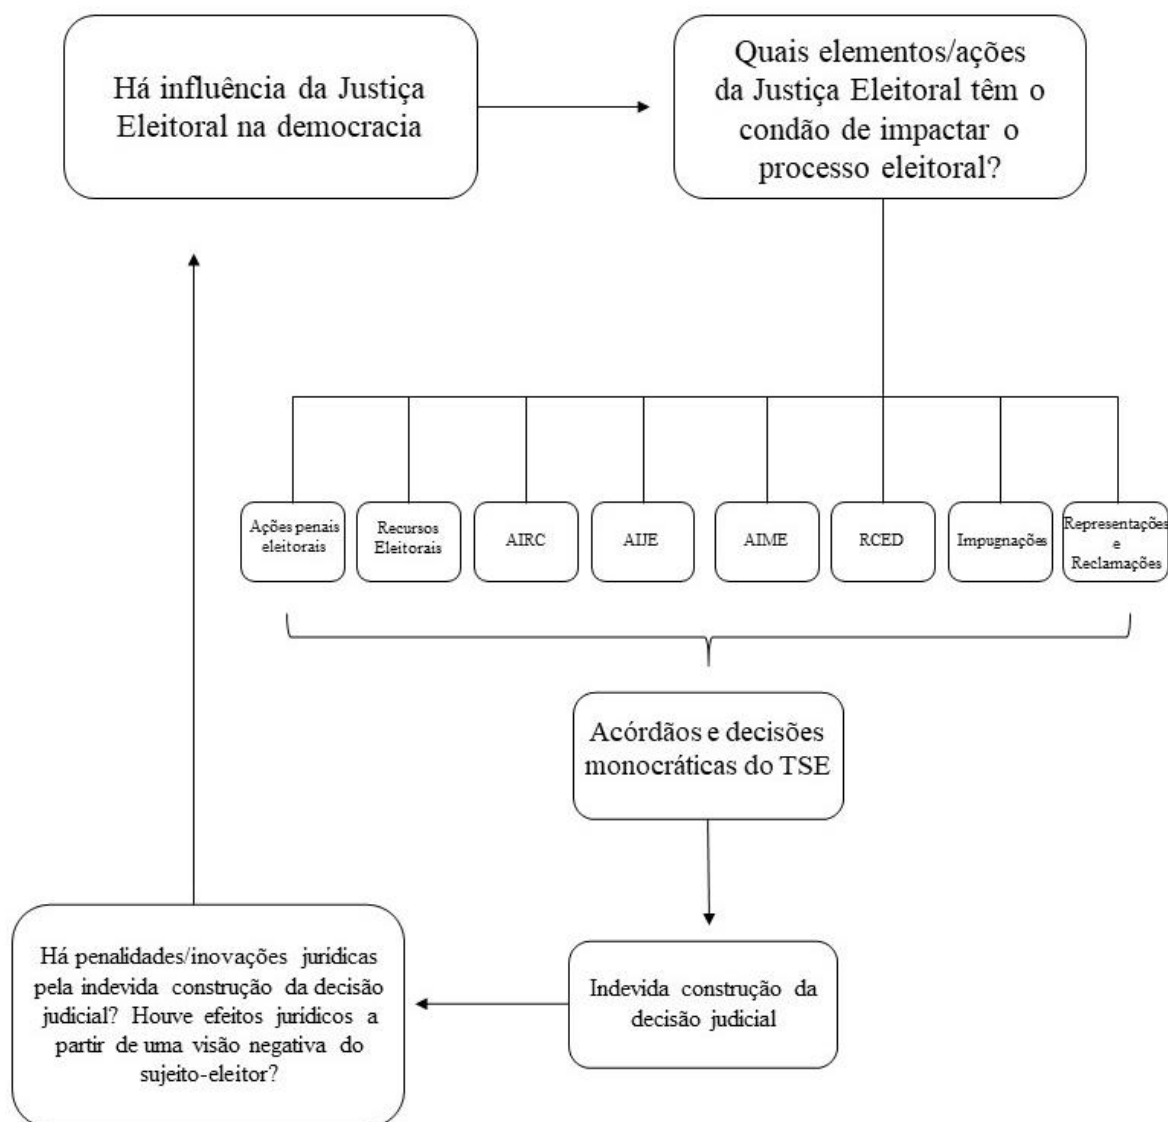 Há influência da Justiça
Eleitoral na democracia
Quais elementos/ações
da Justiça Eleitoral têm o
condão de impactar o
processo eleitoral?
Ações penais
eleitorais
Recursos
Eleitorais
AIRC
AIJE
AIME
RCED
Impugnações
Representações
e
Reclamações
Acórdãos e decisões
monocráticas do TSE
Indevida construção da
decisão judicial
Há penalidades/inovações jurídicas
pela indevida construção da decisão
judicial? Houve efeitos jurídicos a
partir de uma visão negativa do
sujeito-eleitor?